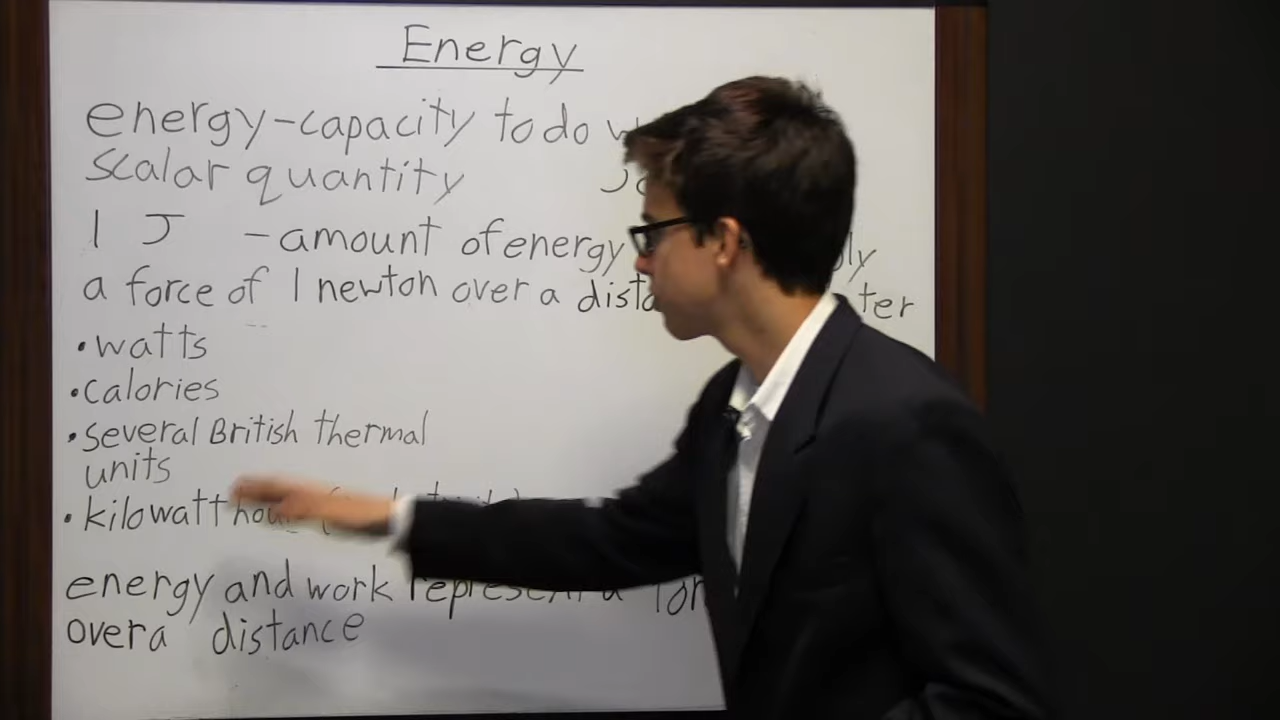 Energy
energy-capacity to do
scalar quantity
1 J - amount of energy
a force of 1 newton over a
• watts
• calories
• several British thermal
units
• kilowatt
energy and work represent a
over a distance